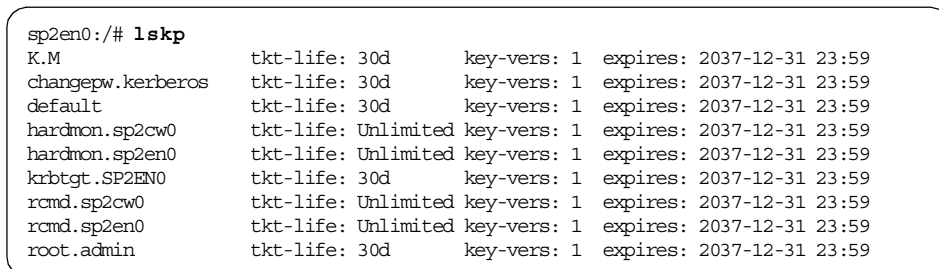 sp2en0:/# lskp
K.M tkt-life: 30d key-vers: 1 expires: 2037-12-31 23:59
changepw.kerberos tkt-life: 30d key-vers: 1 expires: 2037-12-31 23:59
default tkt-life: 30d key-vers: 1 expires: 2037-12-31 23:59
hardmon.sp2cw0 tkt-life: Unlimited key-vers: 1 expires: 2037-12-31 23:59
hardmon.sp2en0 tkt-life: Unlimited key-vers: 1 expires: 2037-12-31 23:59
krbtgt.SP2EN0 tkt-life: 30d key-vers: 1 expires: 2037-12-31 23:59
rcmd.sp2cw0 tkt-life: Unlimited key-vers: 1 expires: 2037-12-31 23:59
rcmd.sp2en0 tkt-life: Unlimited key-vers: 1 expires: 2037-12-31 23:59
root.admin tkt-life: 30d key-vers: 1 expires: 2037-12-31 23:59